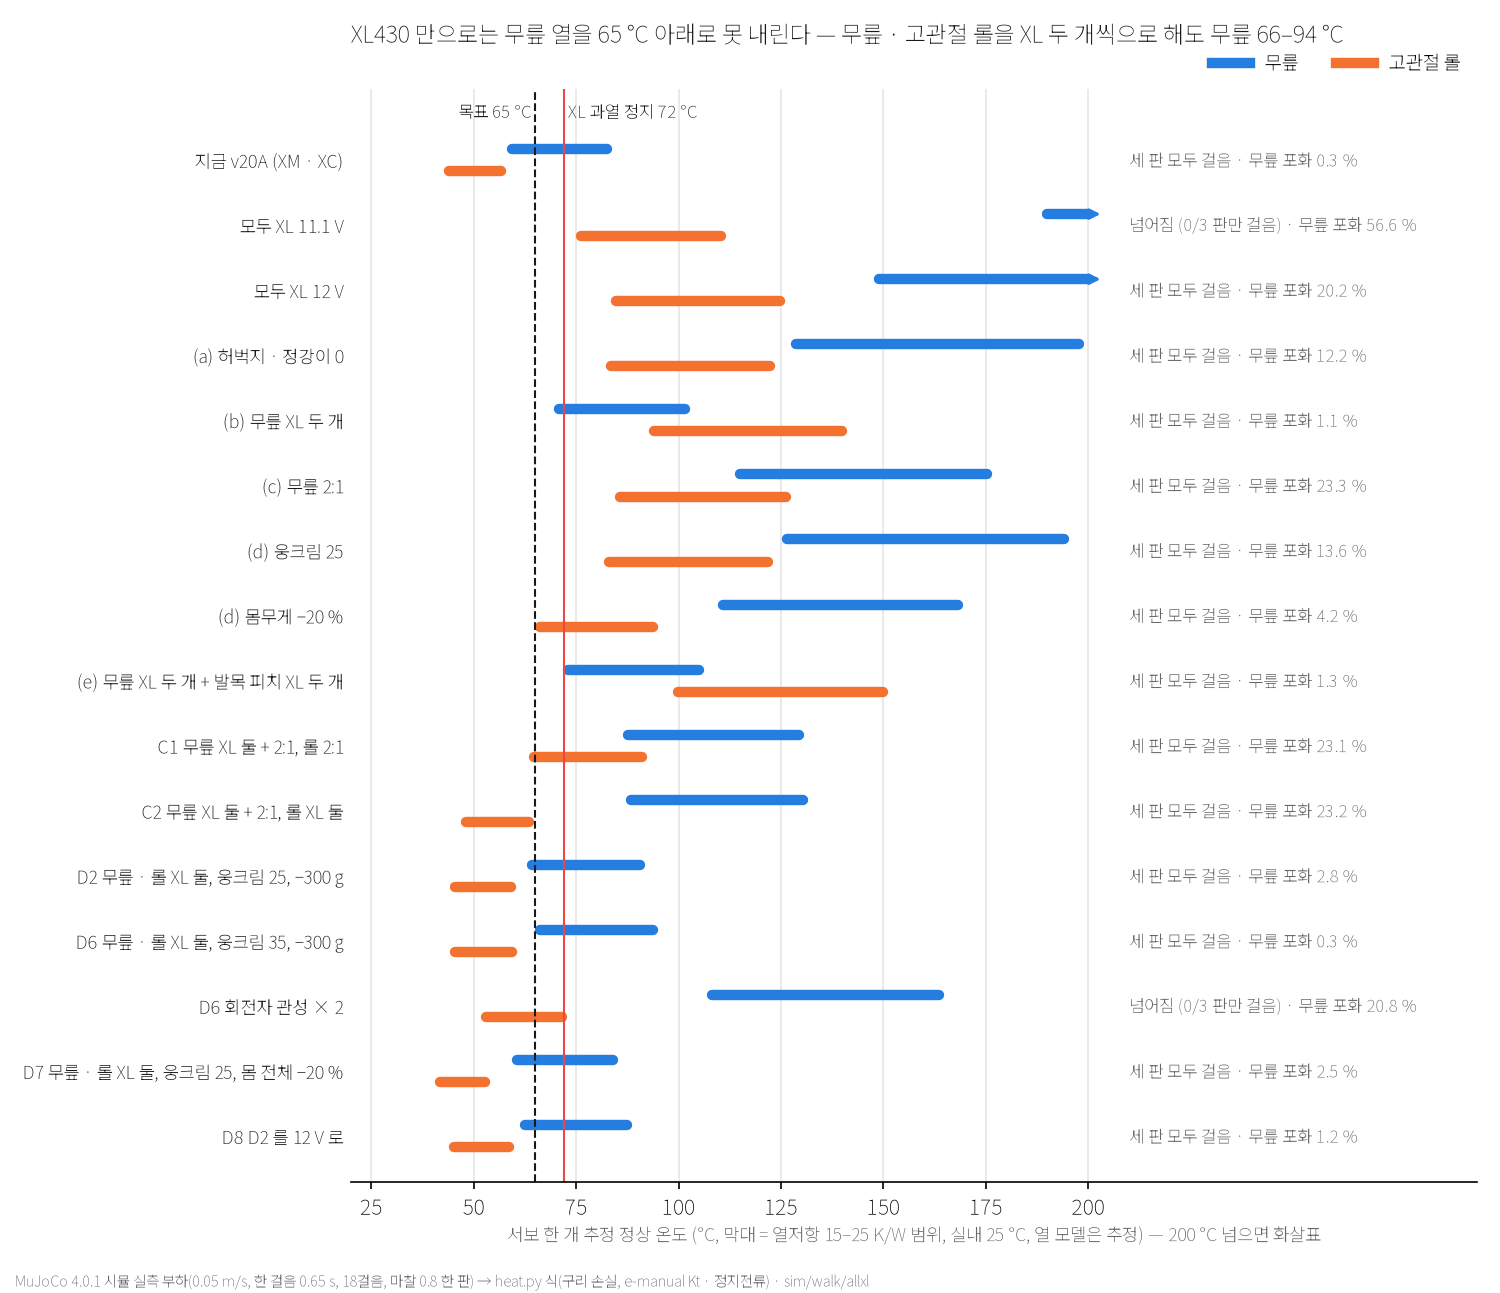 XL430 만으로는 무릎 열을 65 °C 아래로 못 내린다 — 무릎 · 고관절 롤을 XL 두 개씩으로 해도 무릎 66–94 °C
무릎
고관절 롤
목표 65 °C
XL 과열 정지 72 °C
지금 v20A (XM · XC)
세 판 모두 걸음 · 무릎 포화 0.3 %
모두 XL 11.1 V
넘어짐 (0/3 판만 걸음) · 무릎 포화 56.6 %
모두 XL 12 V
세 판 모두 걸음 · 무릎 포화 20.2 %
(a) 허벅지 · 정강이 0
세 판 모두 걸음 · 무릎 포화 12.2 %
(b) 무릎 XL 두 개
세 판 모두 걸음 · 무릎 포화 1.1 %
(c) 무릎 2:1
세 판 모두 걸음 · 무릎 포화 23.3 %
(d) 웅크림 25
세 판 모두 걸음 · 무릎 포화 13.6 %
(d) 몸무게 −20 %
세 판 모두 걸음 · 무릎 포화 4.2 %
(e) 무릎 XL 두 개 + 발목 피치 XL 두 개
세 판 모두 걸음 · 무릎 포화 1.3 %
C1 무릎 XL 둘 + 2:1, 롤 2:1
세 판 모두 걸음 · 무릎 포화 23.1 %
C2 무릎 XL 둘 + 2:1, 롤 XL 둘
세 판 모두 걸음 · 무릎 포화 23.2 %
D2 무릎 · 롤 XL 둘, 웅크림 25, −300 g
세 판 모두 걸음 · 무릎 포화 2.8 %
D6 무릎 · 롤 XL 둘, 웅크림 35, −300 g
세 판 모두 걸음 · 무릎 포화 0.3 %
D6 회전자 관성 × 2
넘어짐 (0/3 판만 걸음) · 무릎 포화 20.8 %
D7 무릎 · 롤 XL 둘, 웅크림 25, 몸 전체 −20 %
세 판 모두 걸음 · 무릎 포화 2.5 %
D8 D2 를 12 V 로
세 판 모두 걸음 · 무릎 포화 1.2 %
25 50 75 100 125 150 175 200
서보 한 개 추정 정상 온도 (°C, 막대 = 열저항 15–25 K/W 범위, 실내 25 °C, 열 모델은 추정) — 200 °C 넘으면 화살표
MuJoCo 4.0.1 시뮬 실측 부하(0.05 m/s, 한 걸음 0.65 s, 18걸음, 마찰 0.8 한 판) → heat.py 식(구리 손실, e-manual Kt · 정지전류) · sim/walk/allxl